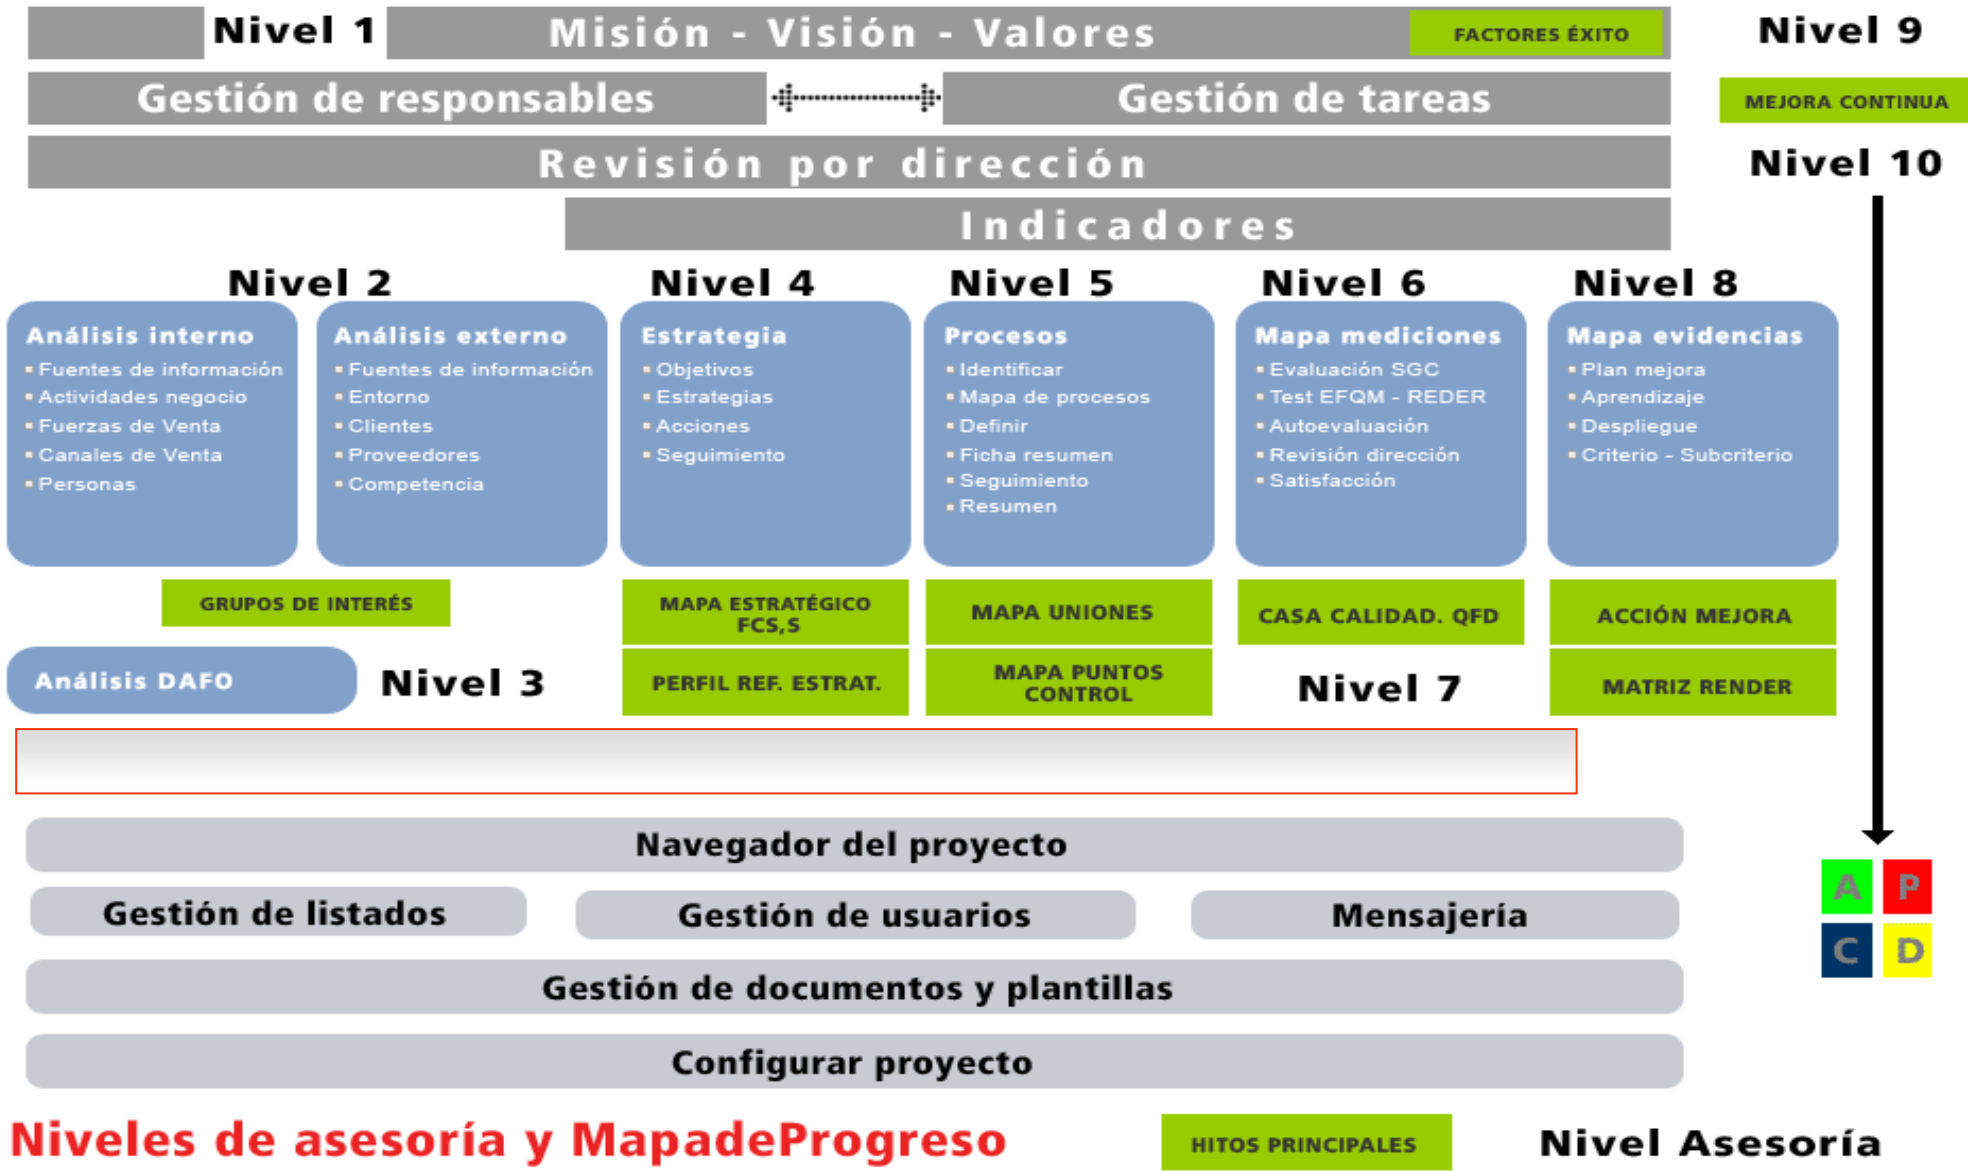 Nivel 1
Misión - Visión - Valores
FACTORES ÉXITO
Nivel 9
Gestión de responsables
Gestión de tareas
MEJORA CONTINUA
Revisión por dirección
Nivel 10
Indicadores
Nivel 2
Nivel 4
Nivel 5
Nivel 6
Nivel 8
Análisis interno
Fuentes de información
Actividades negocio
Fuerzas de Venta
Canales de Venta
Personas
Análisis externo
Fuentes de información
Entorno
Clientes
Proveedores
Competencia
Estrategia
Objetivos
Estrategias
Acciones
Seguimiento
Procesos
Identificar
Mapa de procesos
Definir
Ficha resumen
Seguimiento
Resumen
Mapa mediciones
Evaluación SGC
Test EFQM - REDER
Autoevaluación
Revisión dirección
Satisfacción
Mapa evidencias
Plan mejora
Aprendizaje
Despliegue
Criterio - Subcriterio
GRUPOS DE INTERÉS
MAPA ESTRATÉGICO
FCS,S
MAPA UNIONES
CASA CALIDAD. QFD
ACCIÓN MEJORA
Análisis DAFO
Nivel 3
PERFIL REF. ESTRAT.
MAPA PUNTOS
CONTROL
Nivel 7
MATRIZ RENDER
Navegador del proyecto
Gestión de listados
Gestión de usuarios
Mensajería
A P
C D
Gestión de documentos y plantillas
Configurar proyecto
Niveles de asesoría y MapadeProgreso
HITOS PRINCIPALES
Nivel Asesoría